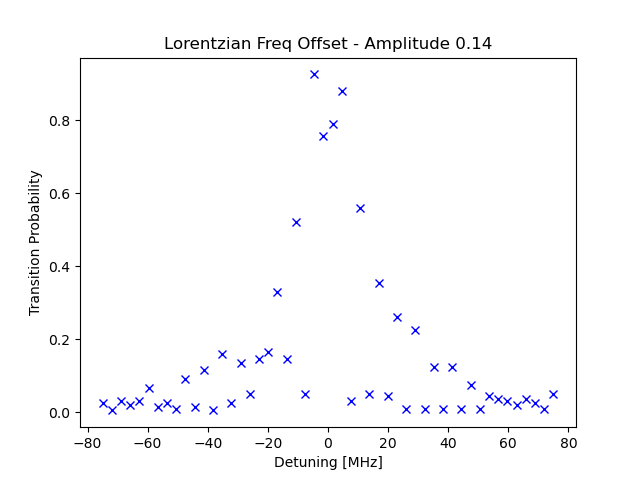 Lorentzian Freq Offset - Amplitude 0.14
Transition Probability
0.8
0.6
0.4
0.2
0.0
−80 −60 −40 −20 0 20 40 60 80
Detuning [MHz]